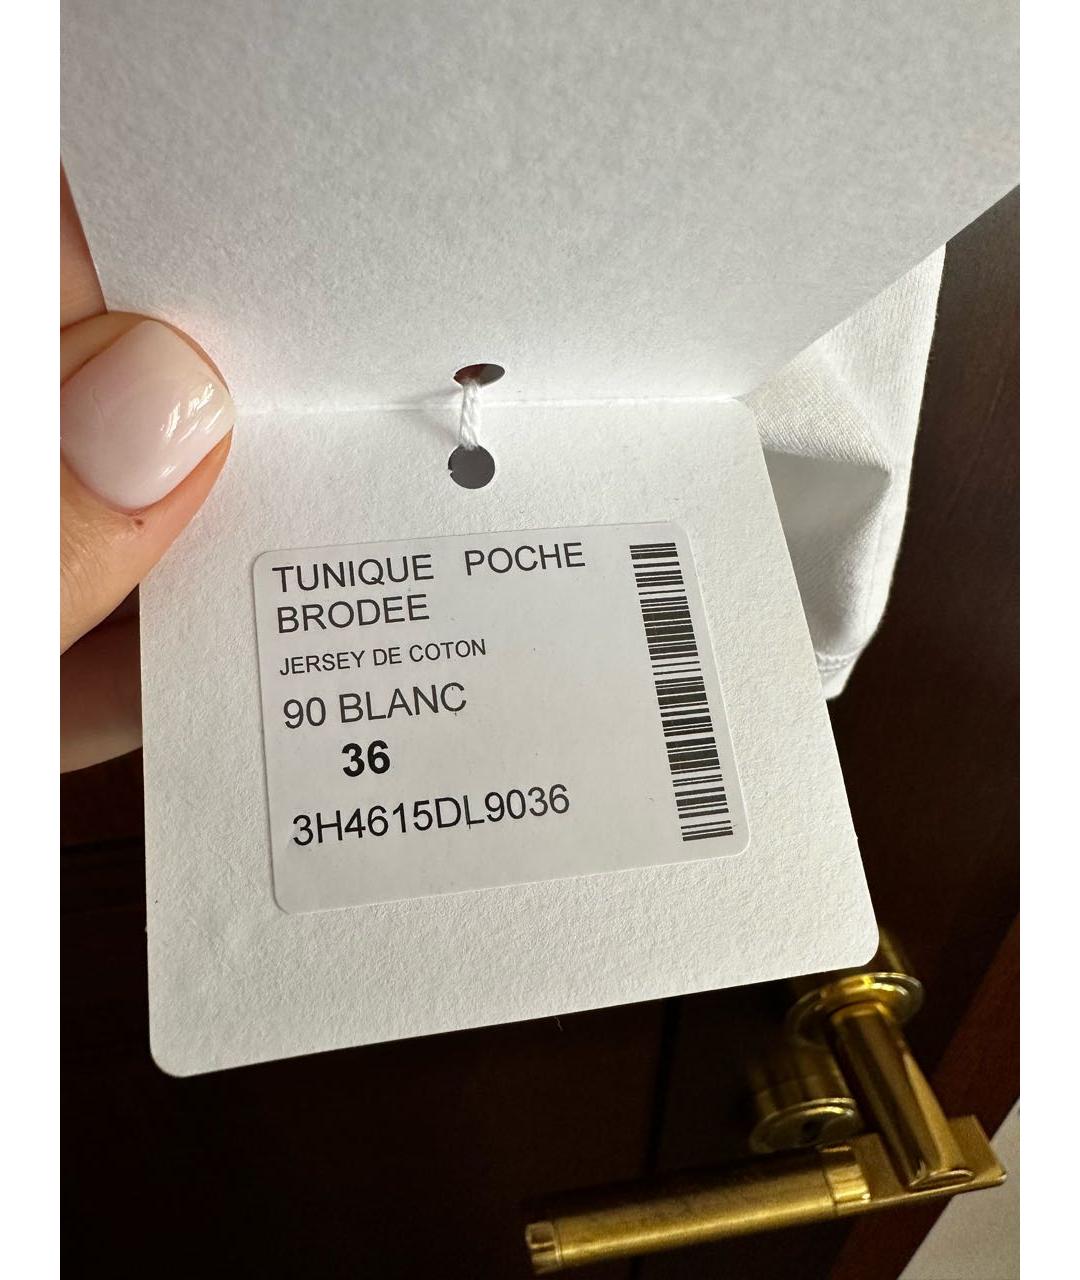 TUNIQUE POCHE
BRODEE
JERSEY DE COTON
90 BLANC
36
3H4615DL9036